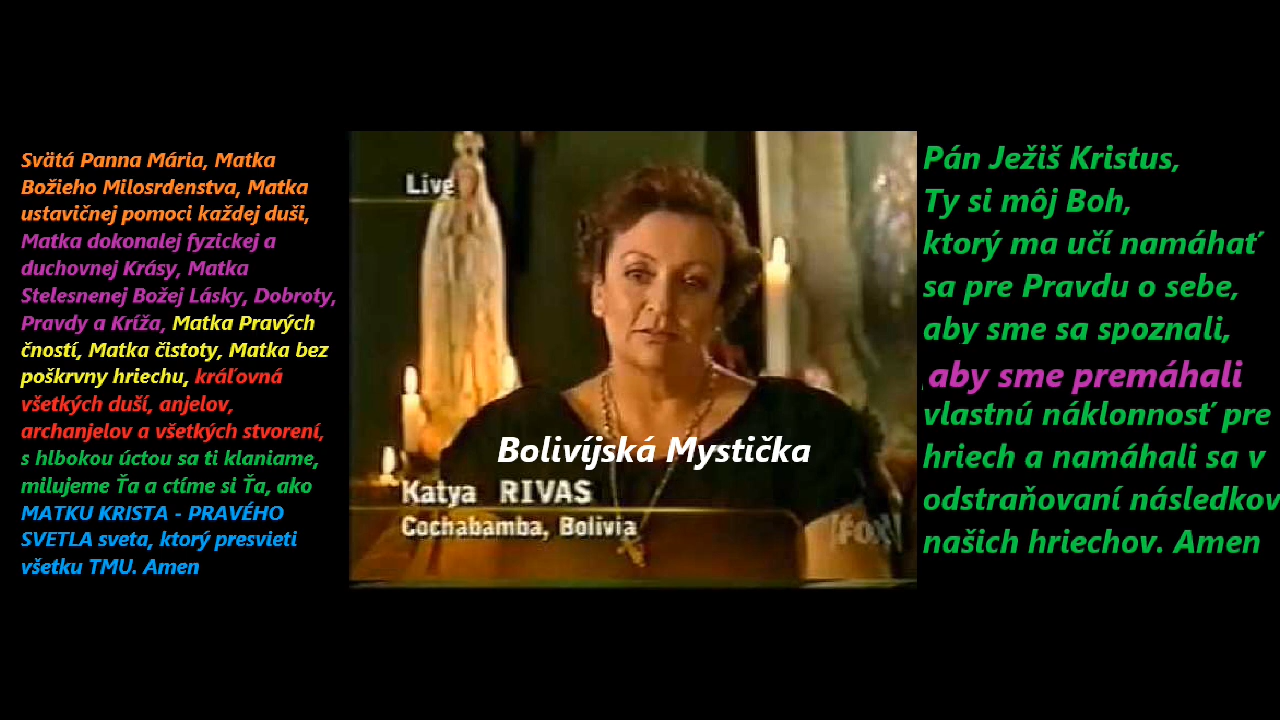 Svätá Panna Mária, Matka
Božieho Milosrdenstva, Matka
ustavičnej pomoci každej duši,
Matka dokonalej fyzickej a
duchovnej Krásy, Matka
Stelesnenej Božej Lásky, Dobroty,
Pravdy a Kríža, Matka Pravých
čností, Matka čistoty, Matka bez
poškrvny hriechu, kráľovná
všetkých duší, anjelov,
archanjelov a všetkých stvorení,
s hlbokou úctou sa ti klaniame,
milujeme Ťa a ctíme si Ťa, ako
MATKU KRISTA - PRAVÉHO
SVETLA sveta, ktorý presvieti
všetku TMU. Amen
Live
Bolivíjská Mystička
Katya RIVAS
Cochabamba, Bolivia
FOX
Pán Ježiš Kristus,
Ty si môj Boh,
ktorý ma učí namáhať
sa pre Pravdu o sebe,
aby sme sa spoznali,
aby sme premáhali
vlastnú náklonnosť pre
hriech a namáhali sa v
odstraňovaní následkov
našich hriechov. Amen